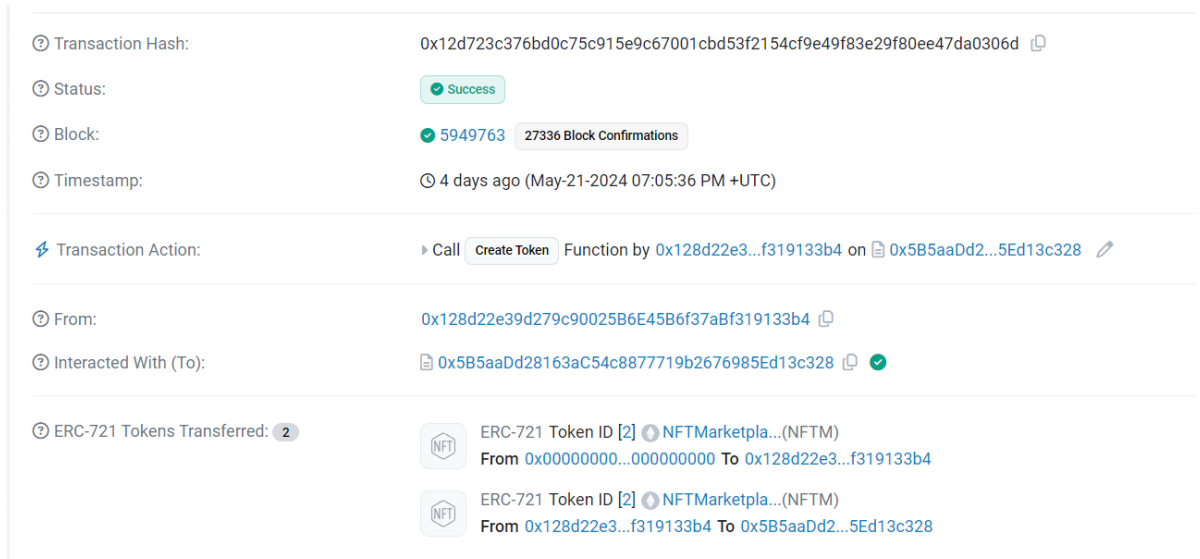 Transaction Hash: 0x12d723c376bd0c75c915e9c67001cbd53f2154cf9e49f83e29f80ee47da0306d
Status: Success
Block: 5949763 27336 Block Confirmations
Timestamp: 4 days ago (May-21-2024 07:05:36 PM +UTC)
Transaction Action: Call Create Token Function by 0x128d22e3...f319133b4 on 0x5B5aaDd2...5Ed13c328
From: 0x128d22e39d279c90025B6E45B6f37aBf319133b4
Interacted With (To): 0x5B5aaDd28163aC54c8877719b2676985Ed13c328
ERC-721 Tokens Transferred: 2 NFT ERC-721 Token ID [2] NFTMarketpla...(NFTM)
From 0x00000000...000000000 To 0x128d22e3...f319133b4
NFT ERC-721 Token ID [2] NFTMarketpla...(NFTM)
From 0x128d22e3...f319133b4 To 0x5B5aaDd2...5Ed13c328